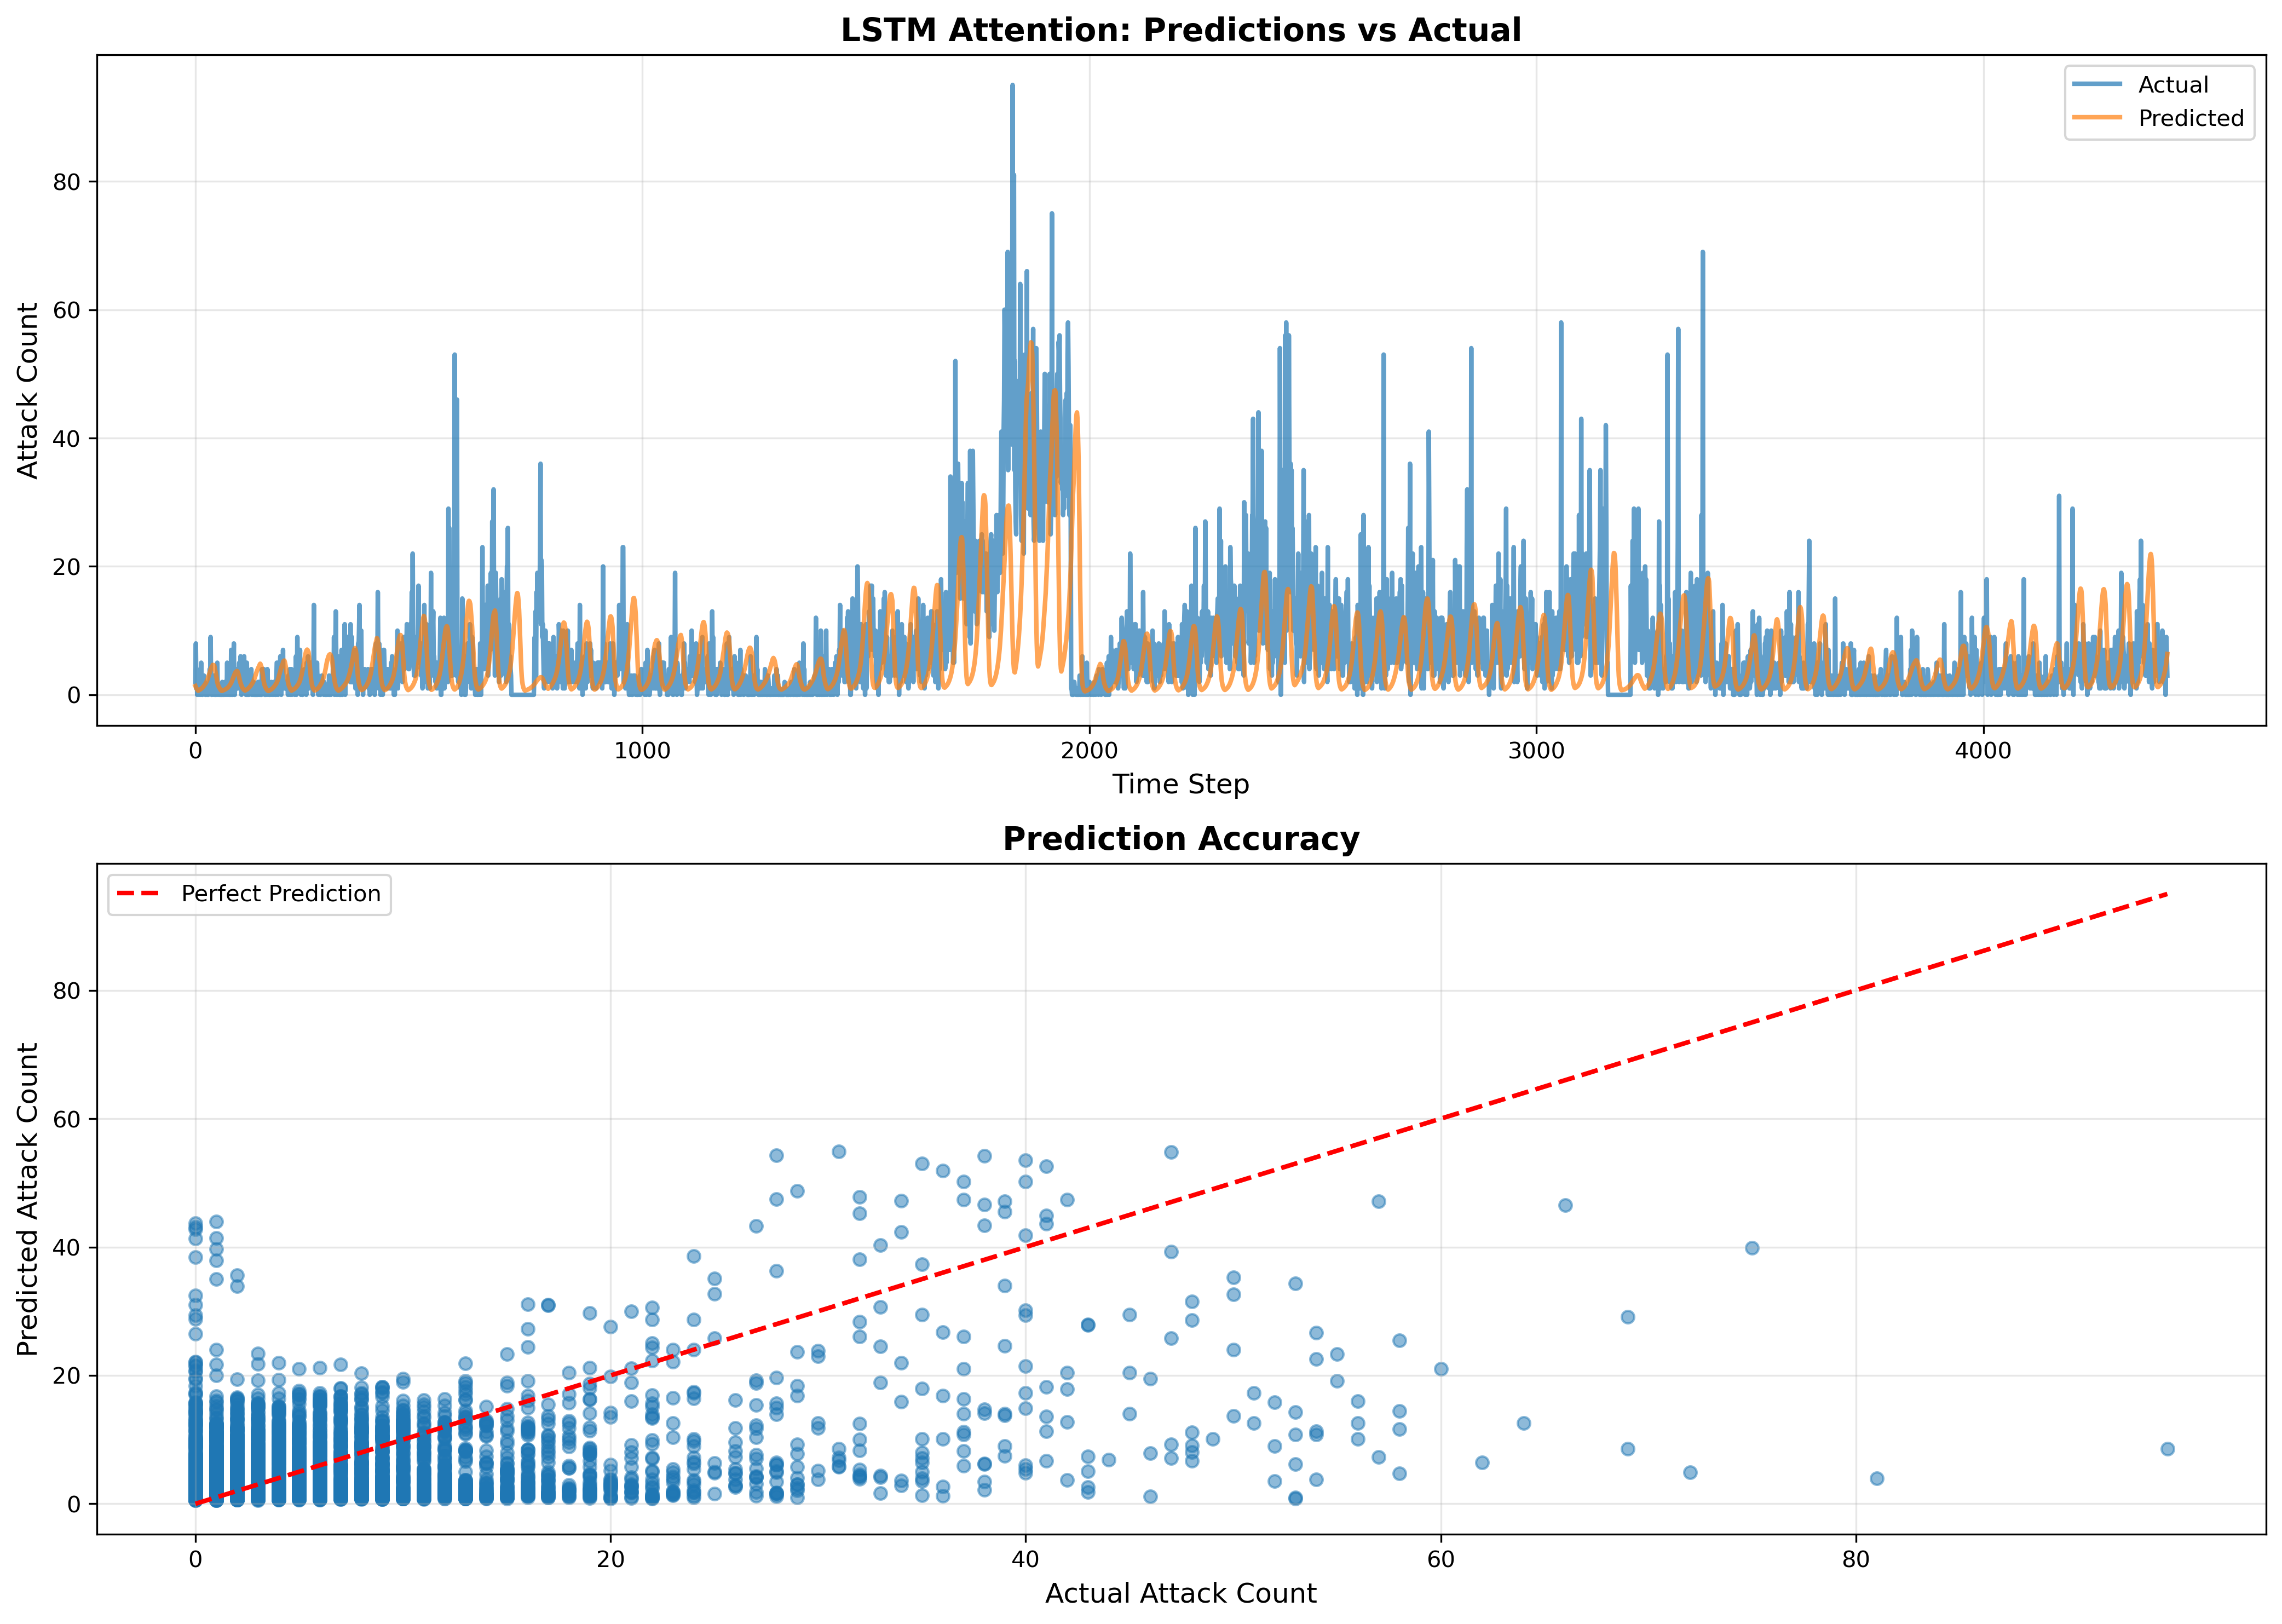 LSTM Attention: Predictions vs Actual
Actual
Predicted
80
60
40
20
0
Attack Count
0 1000 2000 3000 4000
Time Step
Prediction Accuracy
Perfect Prediction
80
60
40
20
0
Predicted Attack Count
0 20 40 60 80
Actual Attack Count